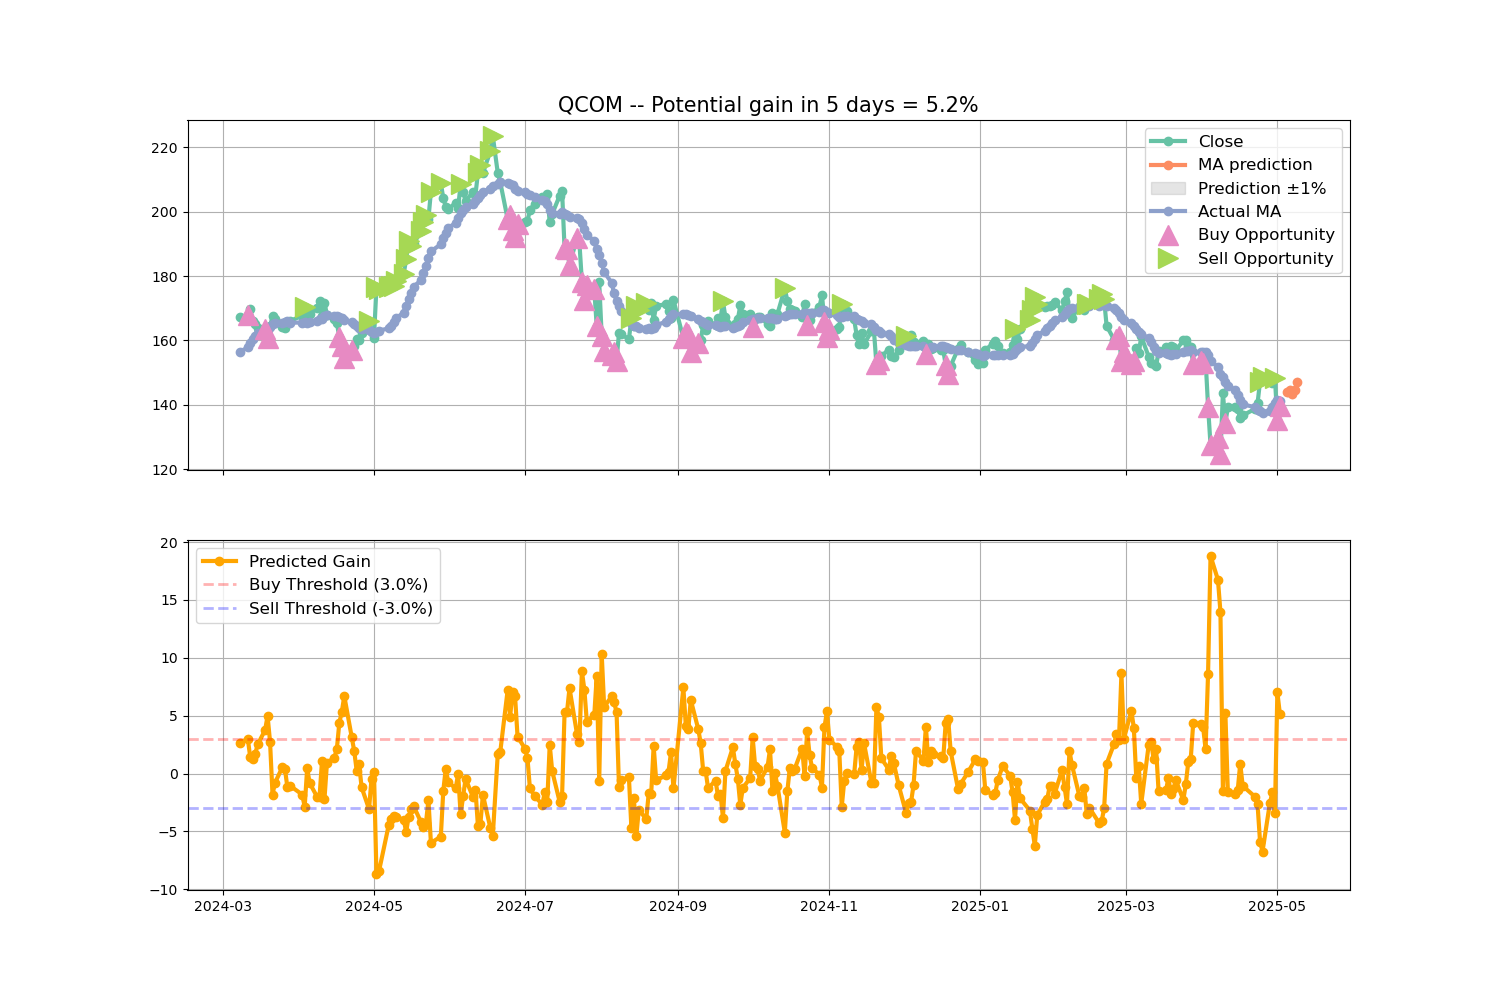 QCOM -- Potential gain in 5 days = 5.2%
220
200
180
160
140
120
Close
MA prediction
Prediction ±1%
Actual MA
Buy Opportunity
Sell Opportunity
20
15
10
5
0
−5
−10
Predicted Gain
Buy Threshold (3.0%)
Sell Threshold (-3.0%)
2024-03
2024-05
2024-07
2024-09
2024-11
2025-01
2025-03
2025-05